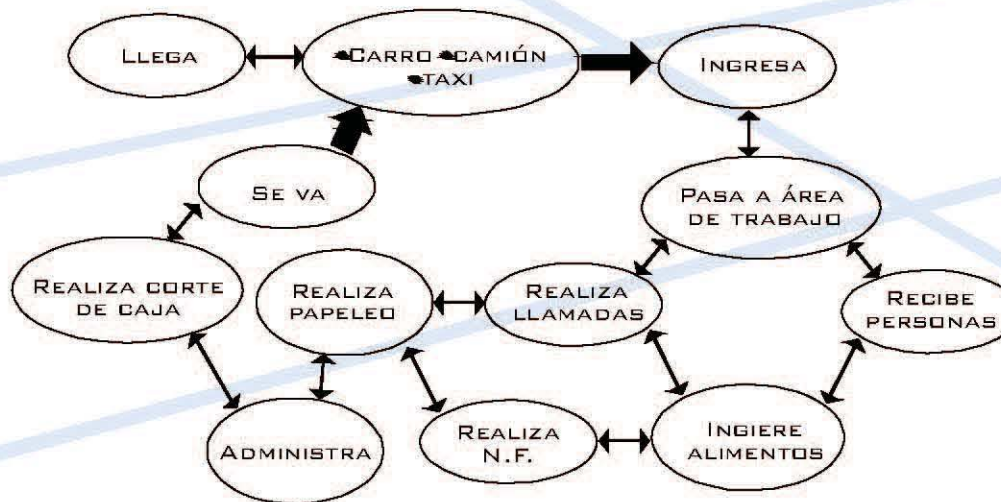 Llega
Carro camión
taxi
Ingresa
Se va
Pasa a área
de trabajo
Realiza corte
de caja
Realiza
papeleo
Realiza
llamadas
Recibe
personas
Administra
Realiza
N.F.
Ingiere
alimentos